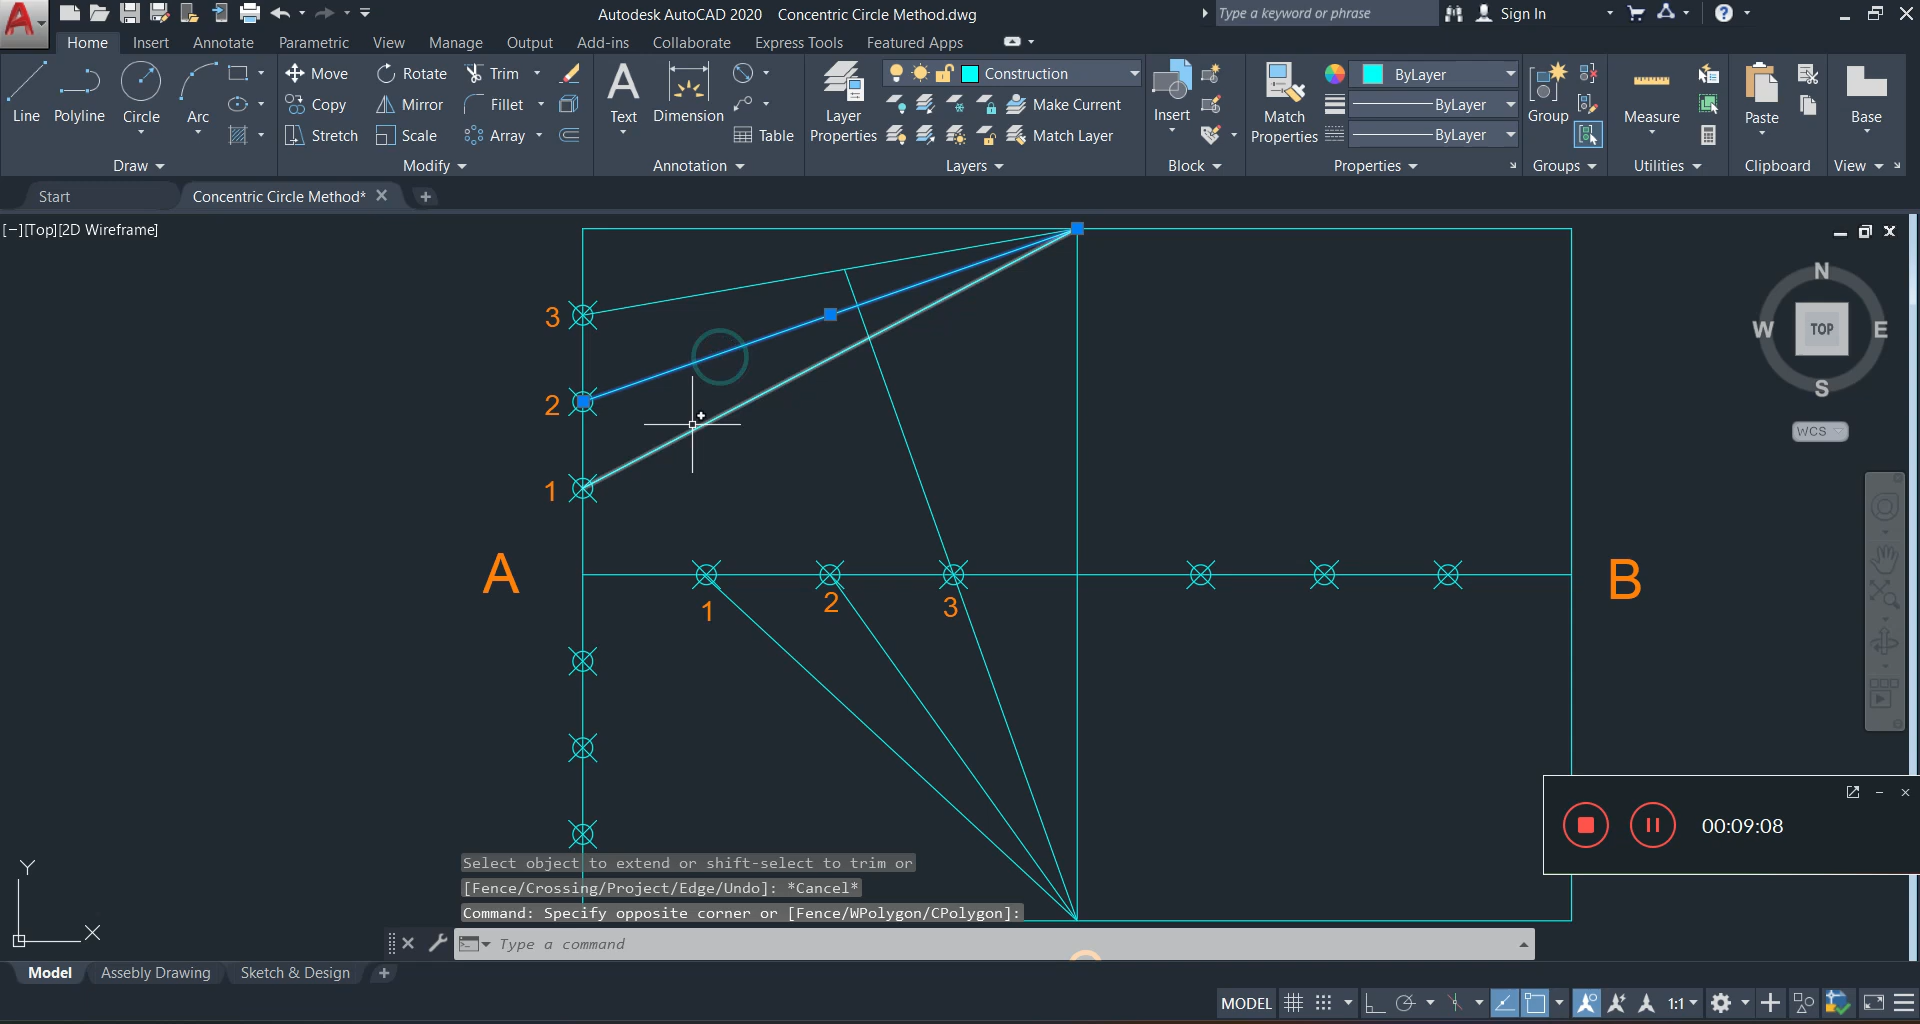 Autodesk AutoCAD 2020 Concentric Circle Method.dwg
Type a keyword or phrase
Sign In
Home Insert Annotate Parametric View Manage Output Add-ins Collaborate Express Tools Featured Apps
Line Polyline Circle Arc
Move Rotate Trim
Copy Mirror Fillet
Stretch Scale Array
Text Dimension
Table
Layer Properties
Construction
Make Current
Match Layer
Insert
Match Properties
ByLayer
ByLayer
ByLayer
Group
Measure
Paste
Base
Draw Modify Annotation Layers Block Properties Groups Utilities Clipboard View
Start Concentric Circle Method*
[−][Top][2D Wireframe]
N
W TOP E
S
WCS
3
2
1
A B
1 2 3
00:09:08
Y
X
Select object to extend or shift-select to trim or
[Fence/Crossing/Project/Edge/Undo]: *Cancel*
Command: Specify opposite corner or [Fence/WPolygon/CPolygon]:
Type a command
Model Assebly Drawing Sketch & Design
MODEL 1:1